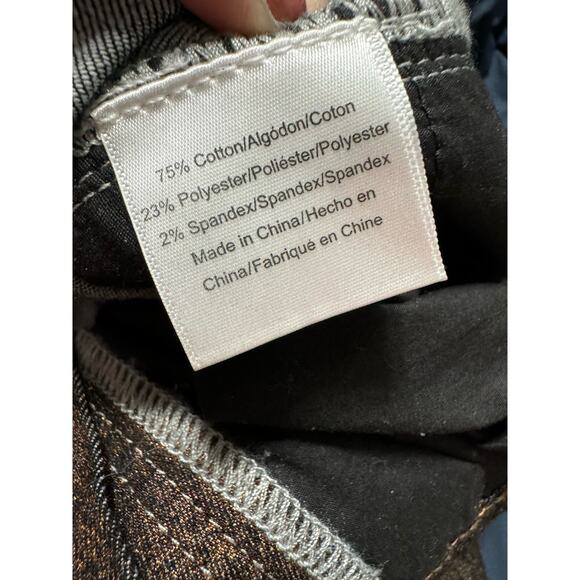 75% Cotton/Algódon/Coton
23% Polyester/Poliéster/Polyester
2% Spandex/Spandex/Spandex
Made in China/Hecho en
China/Fabriqué en Chine